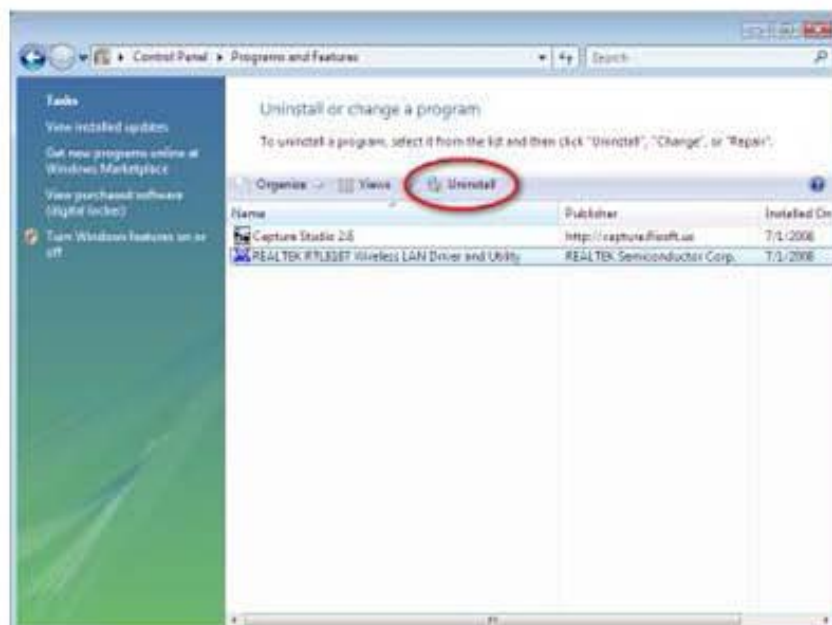 Control Panel ▸ Programs and Features
Search
Tasks
View installed updates
Get new programs online at
Windows Marketplace
View purchased software
(digital locker)
Turn Windows features on or
off
Uninstall or change a program
To uninstall a program, select it from the list and then click "Uninstall", "Change", or "Repair".
Organize
Views
Uninstall
Name
Publisher
Installed On
Capture Studio 2.6
7/1/2008
REALTEK RTL8187 Wireless LAN Driver and Utility
REALTEK Semiconductor Corp.
7/1/2008